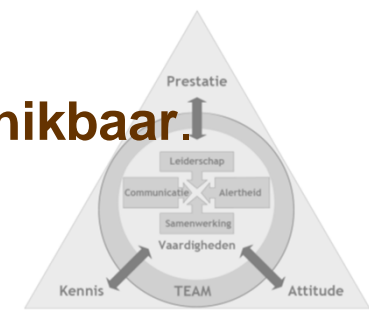 Prestatie
nikbaar.
Leiderschap
Communicatie
Alertheid
Samenwerking
Vaardigheden
Kennis
TEAM
Attitude